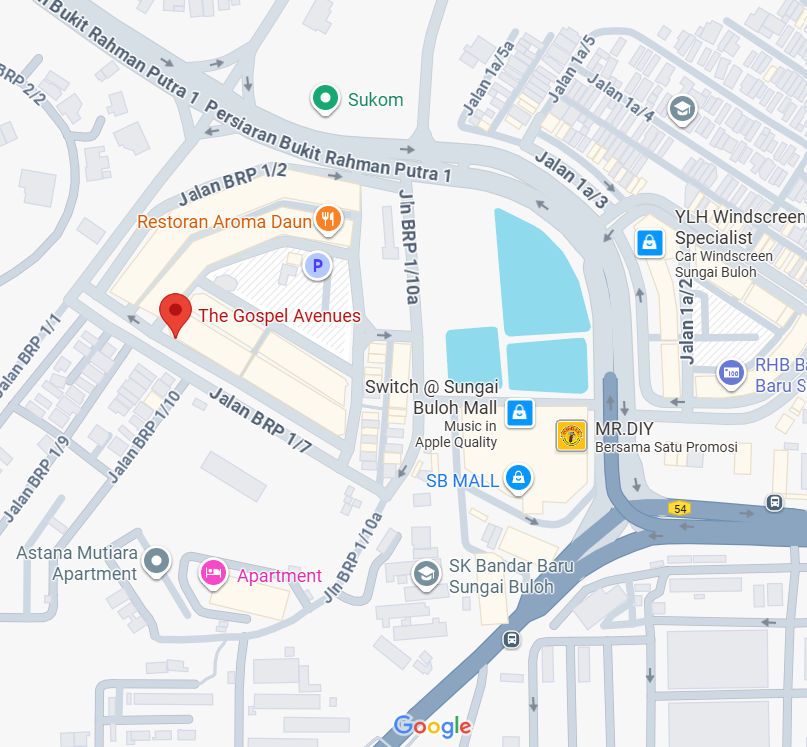 n Bukit Rahman Putra 1
Persiaran Bukit Rahman Putra 1
BRP 2/2
Sukom
Jalan 1a/5a
Jalan 1a/5
Jalan 1a/4
Jalan 1a/3
Jalan BRP 1/2
Restoran Aroma Daun
Jln BRP 1/10a
YLH Windscreen
Specialist
Car Windscreen
Sungai Buloh
P
The Gospel Avenues
Jalan 1a/2
Jalan BRP 1/1
RHB Ba
Baru S
Switch @ Sungai
Buloh Mall
Music in
Apple Quality
MR.DIY
Bersama Satu Promosi
Jalan BRP 1/7
Jalan BRP 1/10
Jalan BRP 1/9
SB MALL
54
Jln BRP 1/10a
Astana Mutiara
Apartment
Apartment
SK Bandar Baru
Sungai Buloh
Google